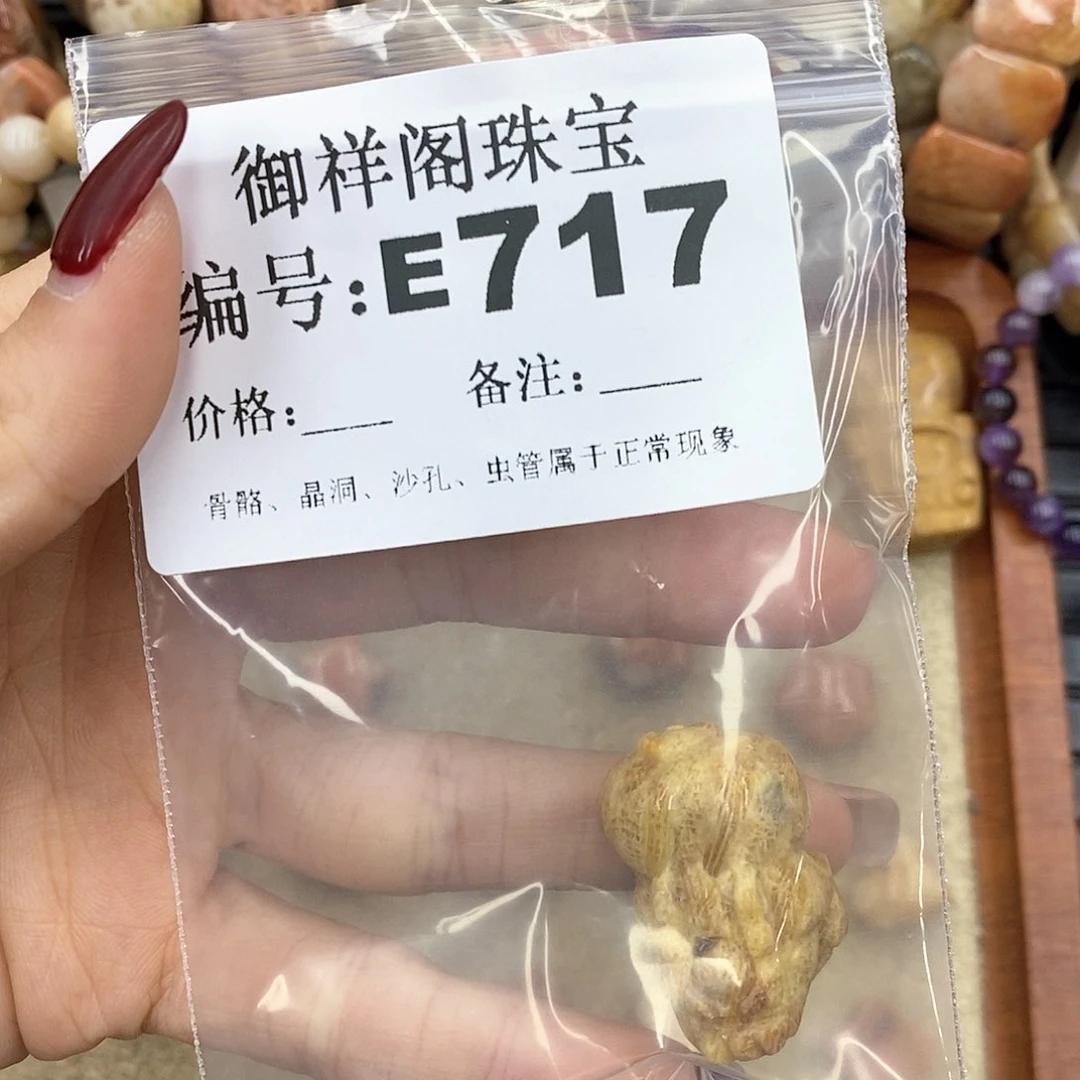 御祥阁珠宝
编号:E717
价格:___ 备注:____
骨骼、晶洞、沙孔、虫管属于正常现象